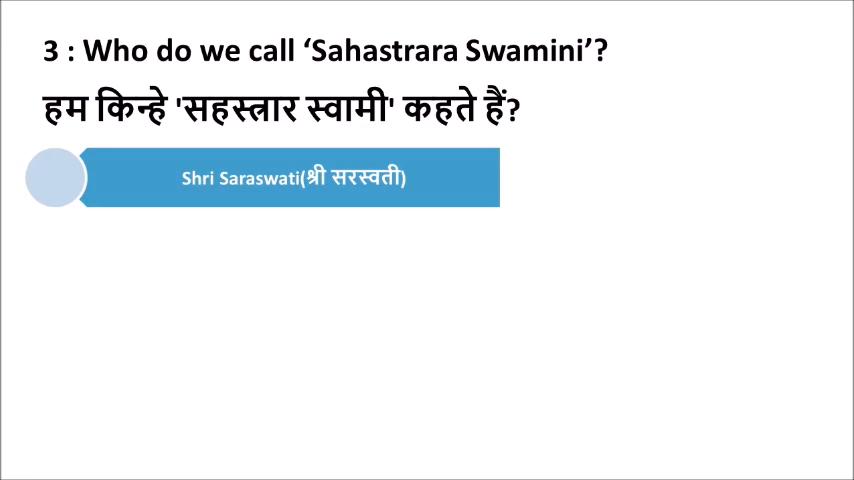 3 : Who do we call ‘Sahastrara Swamini’?
हम किन्हे 'सहस्त्रार स्वामी' कहते हैं?
Shri Saraswati(श्री सरस्वती)